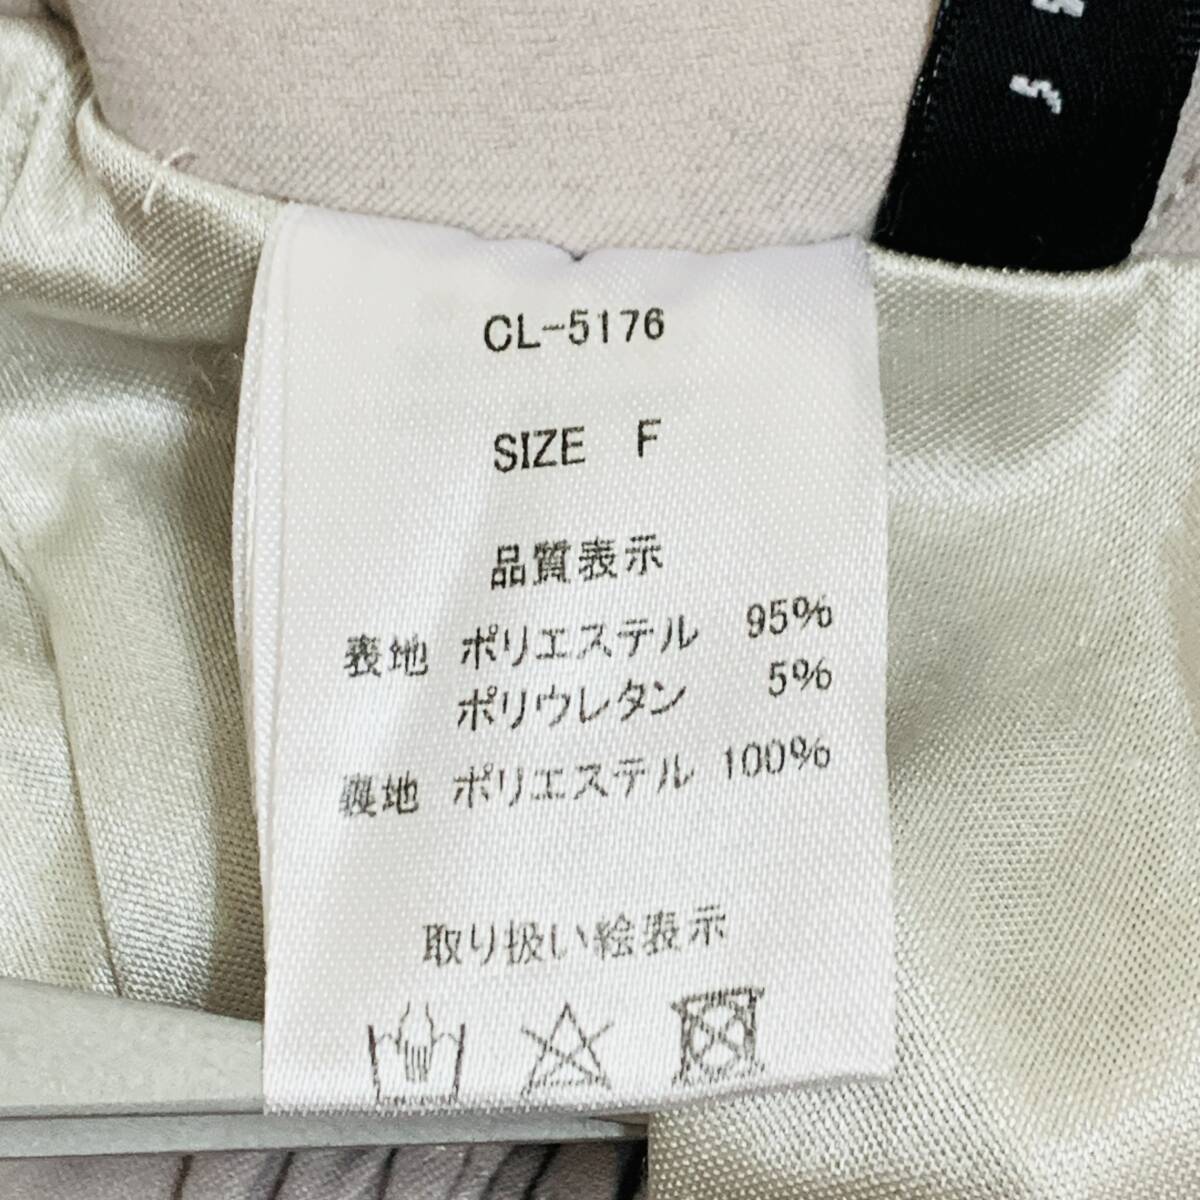 CL-5176
SIZE F
品質表示
表地 ポリエステル 95%
ポリウレタン 5%
裏地 ポリエステル 100%
取り扱い絵表示